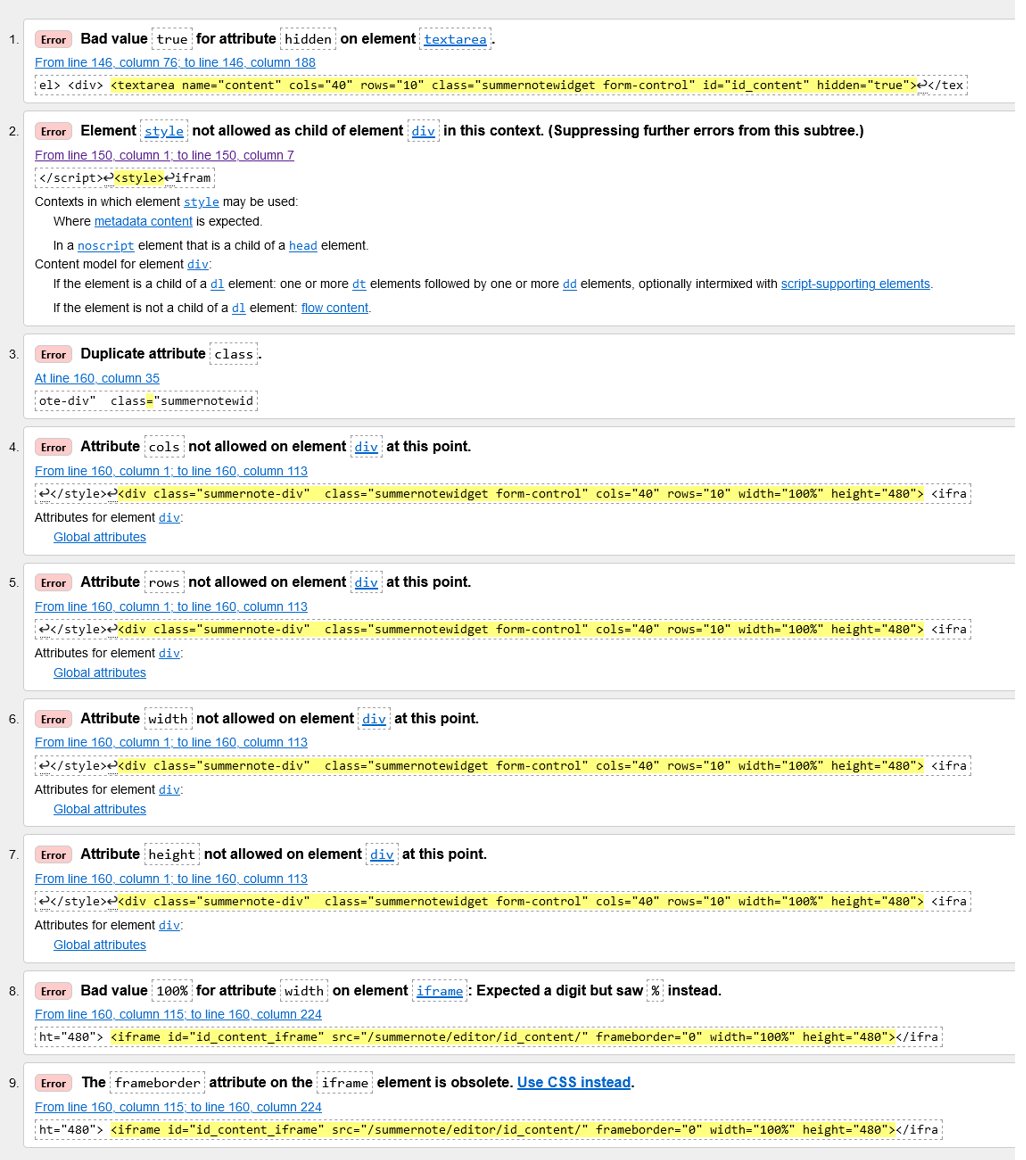 1. Error Bad value true for attribute hidden on element textarea.
From line 146, column 76; to line 146, column 188
el> <div> <textarea name="content" cols="40" rows="10" class="summernotewidget form-control" id="id_content" hidden="true">↩</tex
2. Error Element style not allowed as child of element div in this context. (Suppressing further errors from this subtree.)
From line 150, column 1; to line 150, column 7
</script>↩<style>↩ifram
Contexts in which element style may be used:
Where metadata content is expected.
In a noscript element that is a child of a head element.
Content model for element div:
If the element is a child of a dl element: one or more dt elements followed by one or more dd elements, optionally intermixed with script-supporting elements.
If the element is not a child of a dl element: flow content.
3. Error Duplicate attribute class.
At line 160, column 35
ote-div"  class="summernotewid
4. Error Attribute cols not allowed on element div at this point.
From line 160, column 1; to line 160, column 113
↩</style>↩<div class="summernote-div"  class="summernotewidget form-control" cols="40" rows="10" width="100%" height="480"> <ifra
Attributes for element div:
Global attributes
5. Error Attribute rows not allowed on element div at this point.
From line 160, column 1; to line 160, column 113
↩</style>↩<div class="summernote-div"  class="summernotewidget form-control" cols="40" rows="10" width="100%" height="480"> <ifra
Attributes for element div:
Global attributes
6. Error Attribute width not allowed on element div at this point.
From line 160, column 1; to line 160, column 113
↩</style>↩<div class="summernote-div"  class="summernotewidget form-control" cols="40" rows="10" width="100%" height="480"> <ifra
Attributes for element div:
Global attributes
7. Error Attribute height not allowed on element div at this point.
From line 160, column 1; to line 160, column 113
↩</style>↩<div class="summernote-div"  class="summernotewidget form-control" cols="40" rows="10" width="100%" height="480"> <ifra
Attributes for element div:
Global attributes
8. Error Bad value 100% for attribute width on element iframe: Expected a digit but saw % instead.
From line 160, column 115; to line 160, column 224
ht="480"> <iframe id="id_content_iframe" src="/summernote/editor/id_content/" frameborder="0" width="100%" height="480"></ifra
9. Error The frameborder attribute on the iframe element is obsolete. Use CSS instead.
From line 160, column 115; to line 160, column 224
ht="480"> <iframe id="id_content_iframe" src="/summernote/editor/id_content/" frameborder="0" width="100%" height="480"></ifra